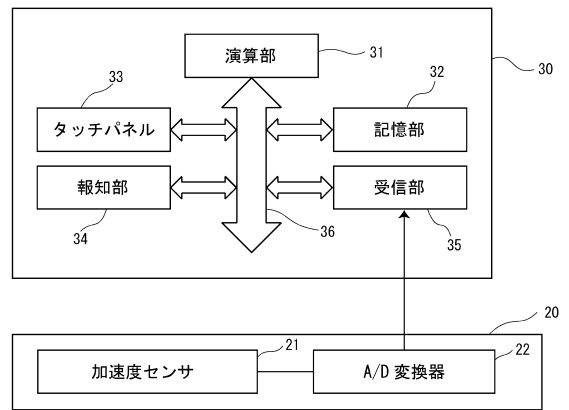 演算部
31
30
33
32
タッチパネル
記憶部
報知部
受信部
34
36
35
20
21
22
加速度センサ
A/D変換器